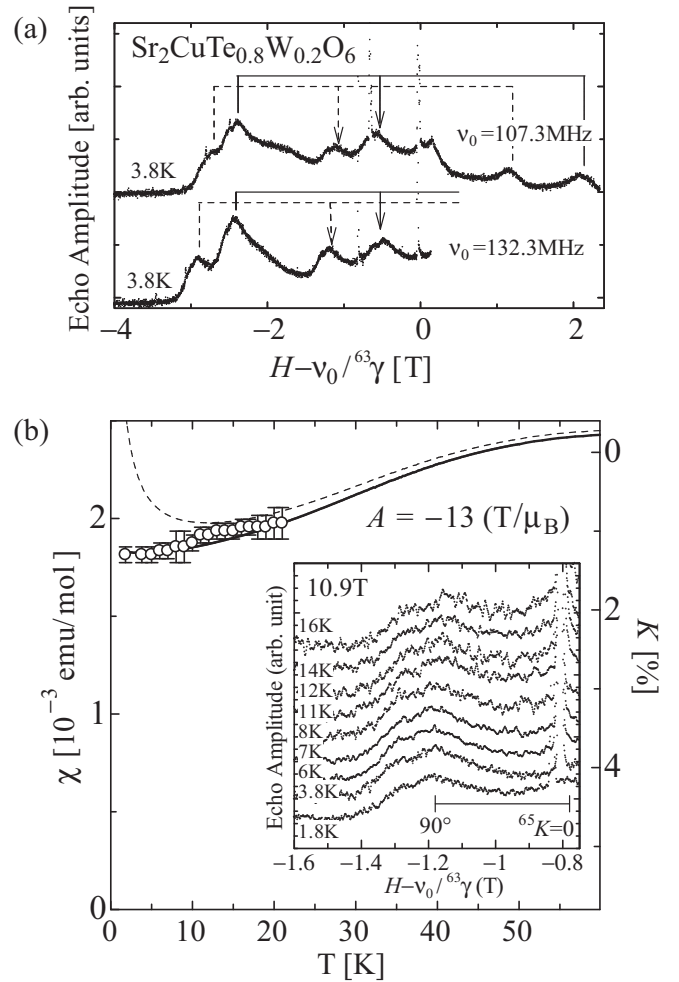 (a)
Sr₂CuTe₀.₈W₀.₂O₆
Echo Amplitude [arb. units]
ν₀=107.3MHz
3.8K
ν₀=132.3MHz
3.8K
−4 −2 0 2
H−ν₀/⁶³γ [T]
(b)
χ [10⁻³ emu/mol]
2
1
0
0
2
4
K [%]
A = −13 (T/μ_B)
10.9T
Echo Amplitude (arb. unit)
16K
14K
12K
11K
8K
7K
6K
3.8K
1.8K
90°
⁶⁵K=0
−1.6 −1.4 −1.2 −1 −0.8
H−ν₀/⁶³γ (T)
0 10 20 30 40 50
T [K]